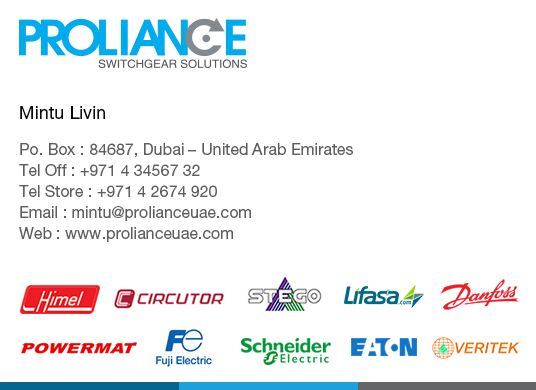 PROLIANCE
SWITCHGEAR SOLUTIONS
Mintu Livin
Po. Box : 84687, Dubai – United Arab Emirates
Tel Off : +971 4 34567 32
Tel Store : +971 4 2674 920
Email : mintu@prolianceuae.com
Web : www.prolianceuae.com
Himel CIRCUTOR STEGO Lifasa.com Danfoss
POWERMAT Fe Fuji Electric Schneider Electric EATON VERITEK